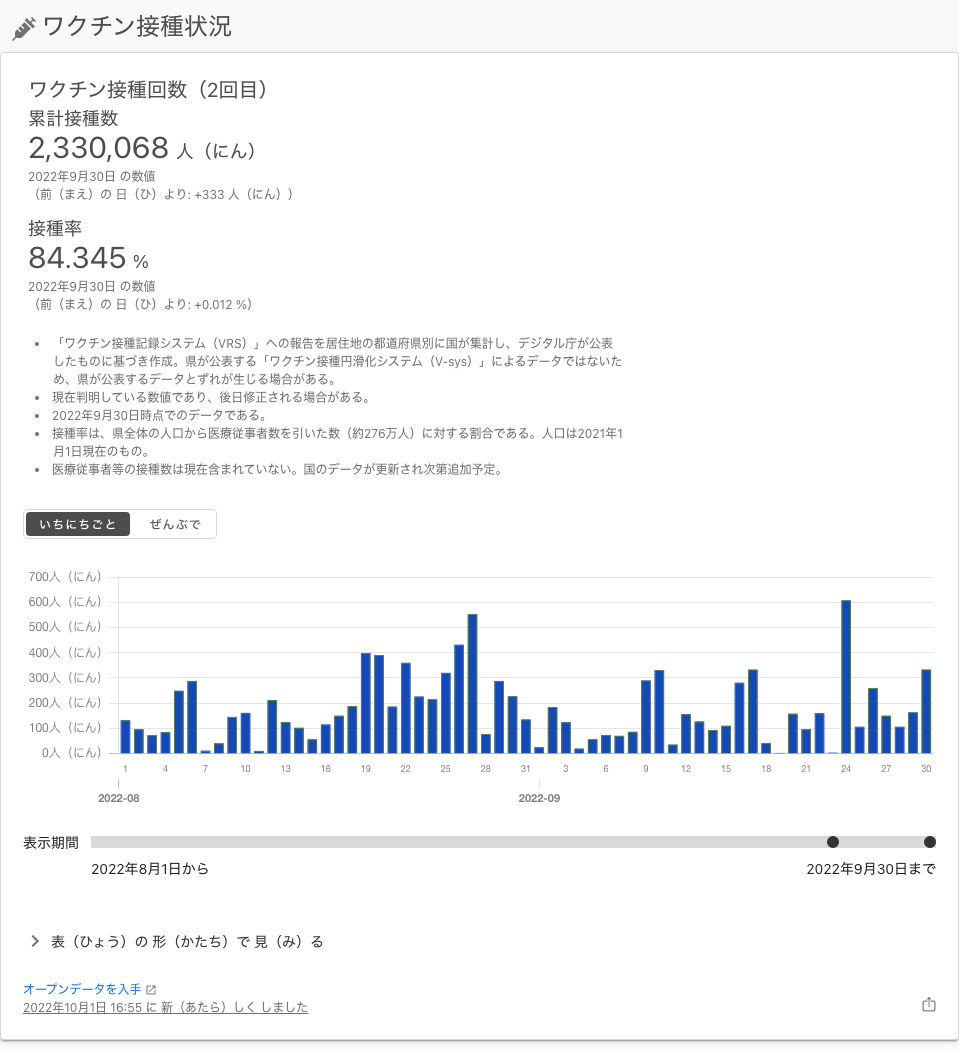 ワクチン接種状況
ワクチン接種回数（2回目）
累計接種数
2,330,068 人（にん）
2022年9月30日 の数値
（前（まえ）の 日（ひ）より: +333 人（にん））
接種率
84.345 %
2022年9月30日 の数値
（前（まえ）の 日（ひ）より: +0.012 %）
• 「ワクチン接種記録システム（VRS）」への報告を居住地の都道府県別に国が集計し、デジタル庁が公表
したものに基づき作成。県が公表する「ワクチン接種円滑化システム（V-sys）」によるデータではないた
め、県が公表するデータとずれが生じる場合がある。
• 現在判明している数値であり、後日修正される場合がある。
• 2022年9月30日時点でのデータである。
• 接種率は、県全体の人口から医療従事者数を引いた数（約276万人）に対する割合である。人口は2021年1
月1日現在のもの。
• 医療従事者等の接種数は現在含まれていない。国のデータが更新され次第追加予定。
いちにちごと ぜんぶで
700人（にん）
600人（にん）
500人（にん）
400人（にん）
300人（にん）
200人（にん）
100人（にん）
0人（にん）
1 4 7 10 13 16 19 22 25 28 31 3 6 9 12 15 18 21 24 27 30
2022-08 2022-09
表示期間
2022年8月1日から 2022年9月30日まで
表（ひょう）の 形（かたち）で 見（み）る
オープンデータを入手
2022年10月1日 16:55 に 新（あたら）しく しました